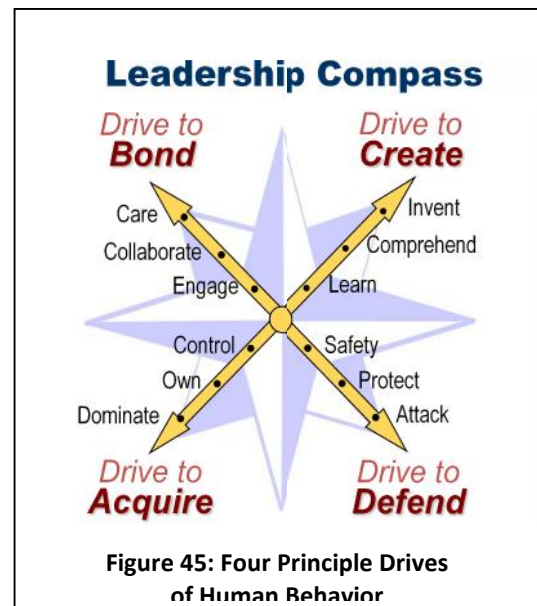 Leadership Compass
Drive to
Bond
Drive to
Create
Care
Collaborate
Engage
Invent
Comprehend
Learn
Control
Own
Dominate
Safety
Protect
Attack
Drive to
Acquire
Drive to
Defend
Figure 45: Four Principle Drives
of Human Behavior